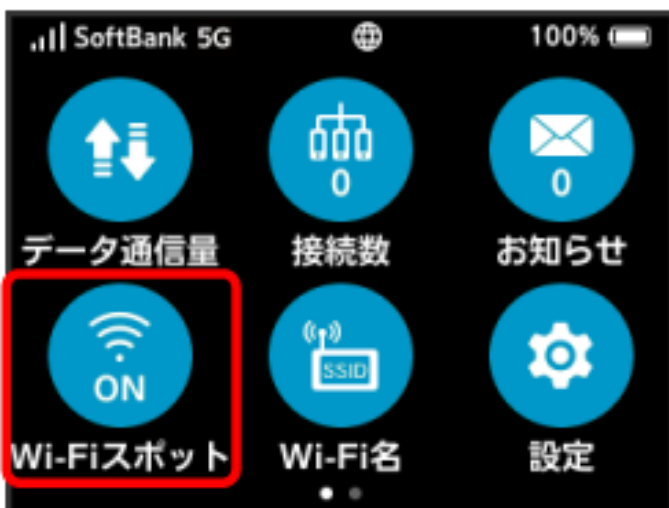 SoftBank 5G 100%
0 0
データ通信量 接続数 お知らせ
ON SSID
Wi-Fiスポット Wi-Fi名 設定